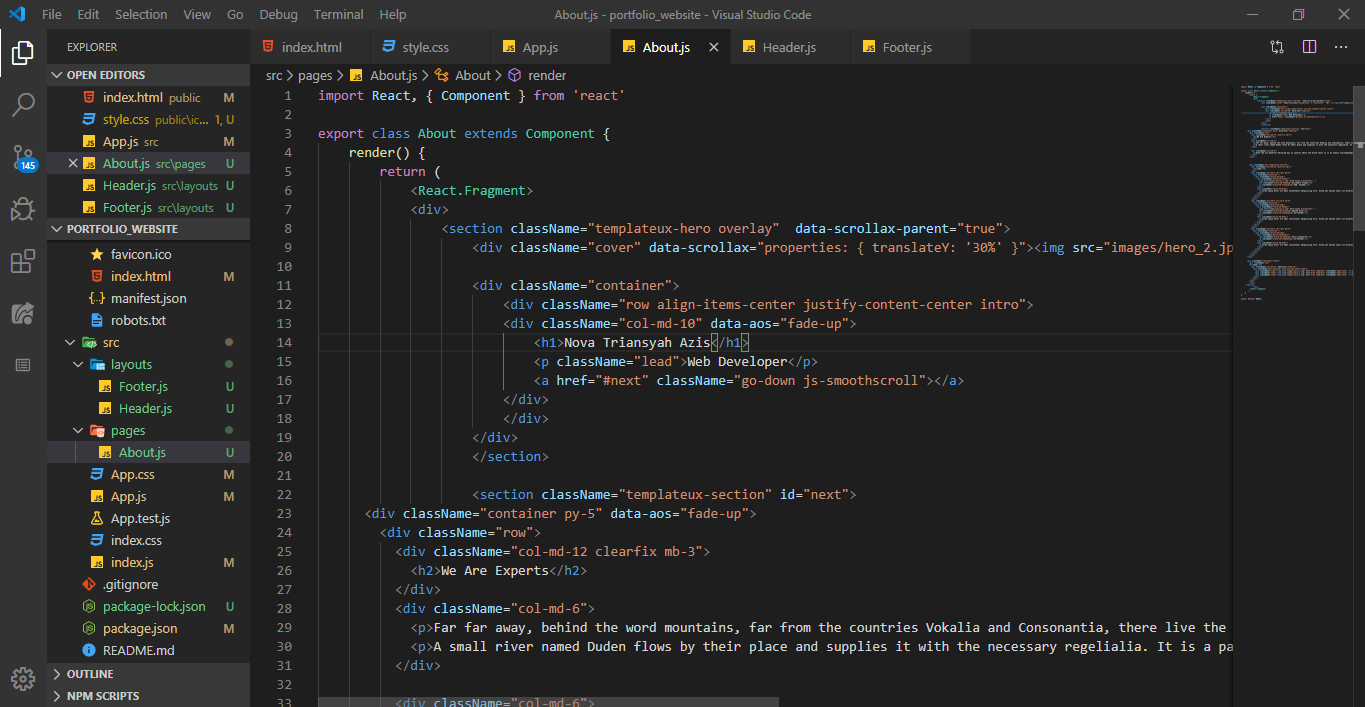 File Edit Selection View Go Debug Terminal Help
About.js - portfolio_website - Visual Studio Code
EXPLORER
OPEN EDITORS
index.html public M
style.css public\ic... 1, U
App.js src M
About.js src\pages U
Header.js src\layouts U
Footer.js src\layouts U
PORTFOLIO_WEBSITE
favicon.ico
index.html M
manifest.json
robots.txt
src
layouts
Footer.js U
Header.js U
pages
About.js U
App.css M
App.js M
App.test.js
index.css
index.js M
.gitignore
package-lock.json U
package.json M
README.md
OUTLINE
NPM SCRIPTS
145
index.html style.css App.js About.js Header.js Footer.js
src > pages > About.js > About > render
1 import React, { Component } from 'react'
2
3 export class About extends Component {
4 render() {
5 return (
6 <React.Fragment>
7 <div>
8 <section className="templateux-hero overlay"  data-scrollax-parent="true">
9 <div className="cover" data-scrollax="properties: { translateY: '30%' }"><img src="images/hero_2.jp
10
11 <div className="container">
12 <div className="row align-items-center justify-content-center intro">
13 <div className="col-md-10" data-aos="fade-up">
14 <h1>Nova Triansyah Azis</h1>
15 <p className="lead">Web Developer</p>
16 <a href="#next" className="go-down js-smoothscroll"></a>
17 </div>
18 </div>
19 </div>
20 </section>
21
22 <section className="templateux-section" id="next">
23 <div className="container py-5" data-aos="fade-up">
24 <div className="row">
25 <div className="col-md-12 clearfix mb-3">
26 <h2>We Are Experts</h2>
27 </div>
28 <div className="col-md-6">
29 <p>Far far away, behind the word mountains, far from the countries Vokalia and Consonantia, there live the
30 <p>A small river named Duden flows by their place and supplies it with the necessary regelialia. It is a pa
31 </div>
32
33 <div className="col-md-6">